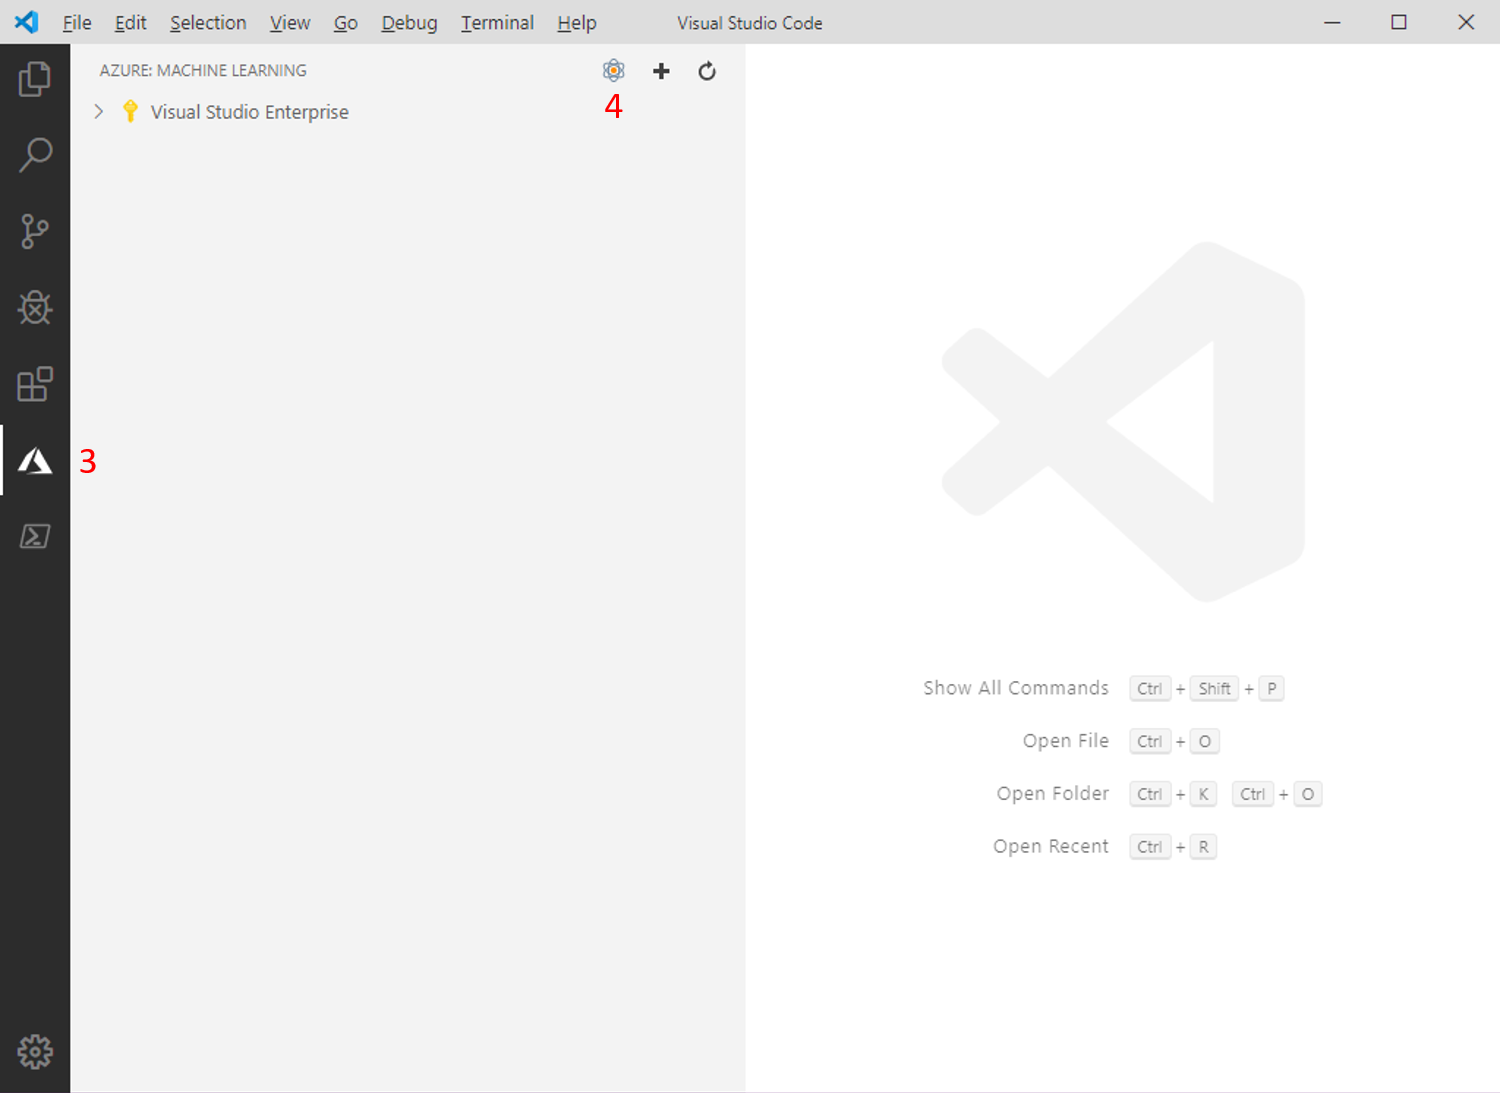 File Edit Selection View Go Debug Terminal Help Visual Studio Code
AZURE: MACHINE LEARNING
4
Visual Studio Enterprise
3
Show All Commands Ctrl + Shift + P
Open File Ctrl + O
Open Folder Ctrl + K Ctrl + O
Open Recent Ctrl + R